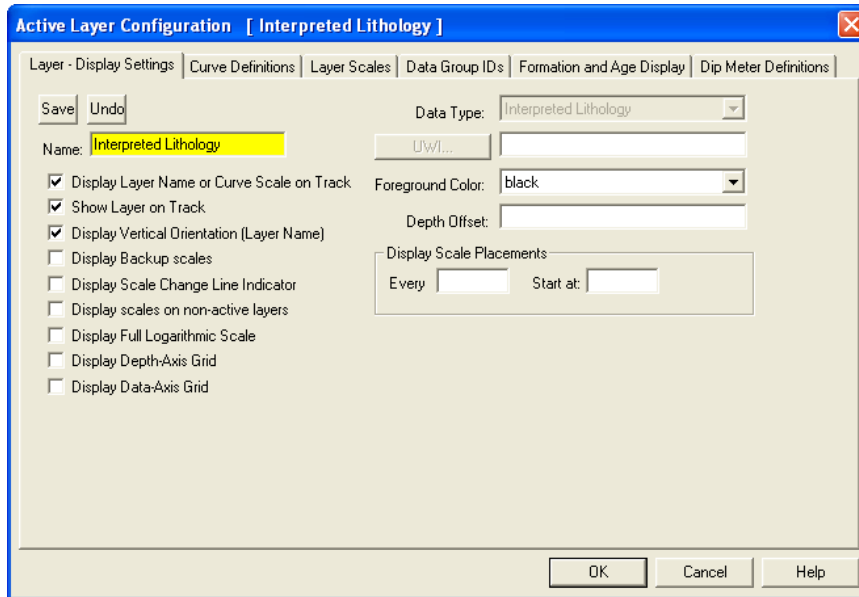 Active Layer Configuration [ Interpreted Lithology ]
Layer - Display Settings Curve Definitions Layer Scales Data Group IDs Formation and Age Display Dip Meter Definitions
Save Undo
Name: Interpreted Lithology
Display Layer Name or Curve Scale on Track
Show Layer on Track
Display Vertical Orientation (Layer Name)
Display Backup scales
Display Scale Change Line Indicator
Display scales on non-active layers
Display Full Logarithmic Scale
Display Depth-Axis Grid
Display Data-Axis Grid
Data Type: Interpreted Lithology
UWI...
Foreground Color: black
Depth Offset:
Display Scale Placements
Every Start at:
OK Cancel Help